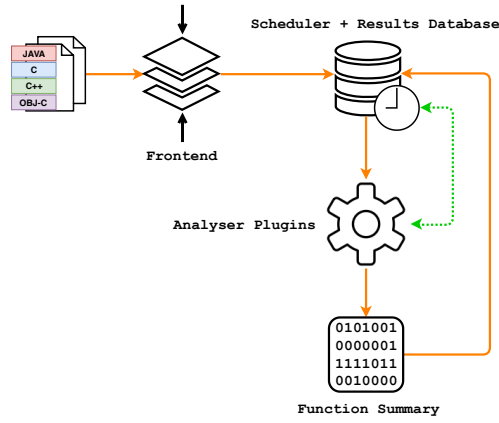 Scheduler + Results Database
JAVA
C
C++
OBJ-C
Frontend
Analyser Plugins
0101001
0000001
1111011
0010000
Function Summary